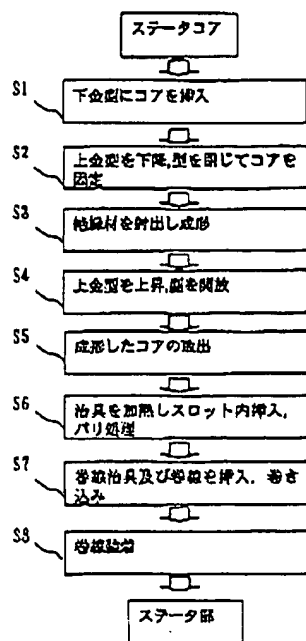 ステータコア
S1
下金型にコアを挿入
S2
上金型を下降,型を閉じてコアを
固定
S3
絶縁材を射出し成形
S4
上金型を上昇,型を開放
S5
成形したコアの取出
S6
治具を加熱しスロット内挿入,
バリ処理
S7
巻線治具及び巻線を挿入,巻き
込み
S8
巻線
ステータ部